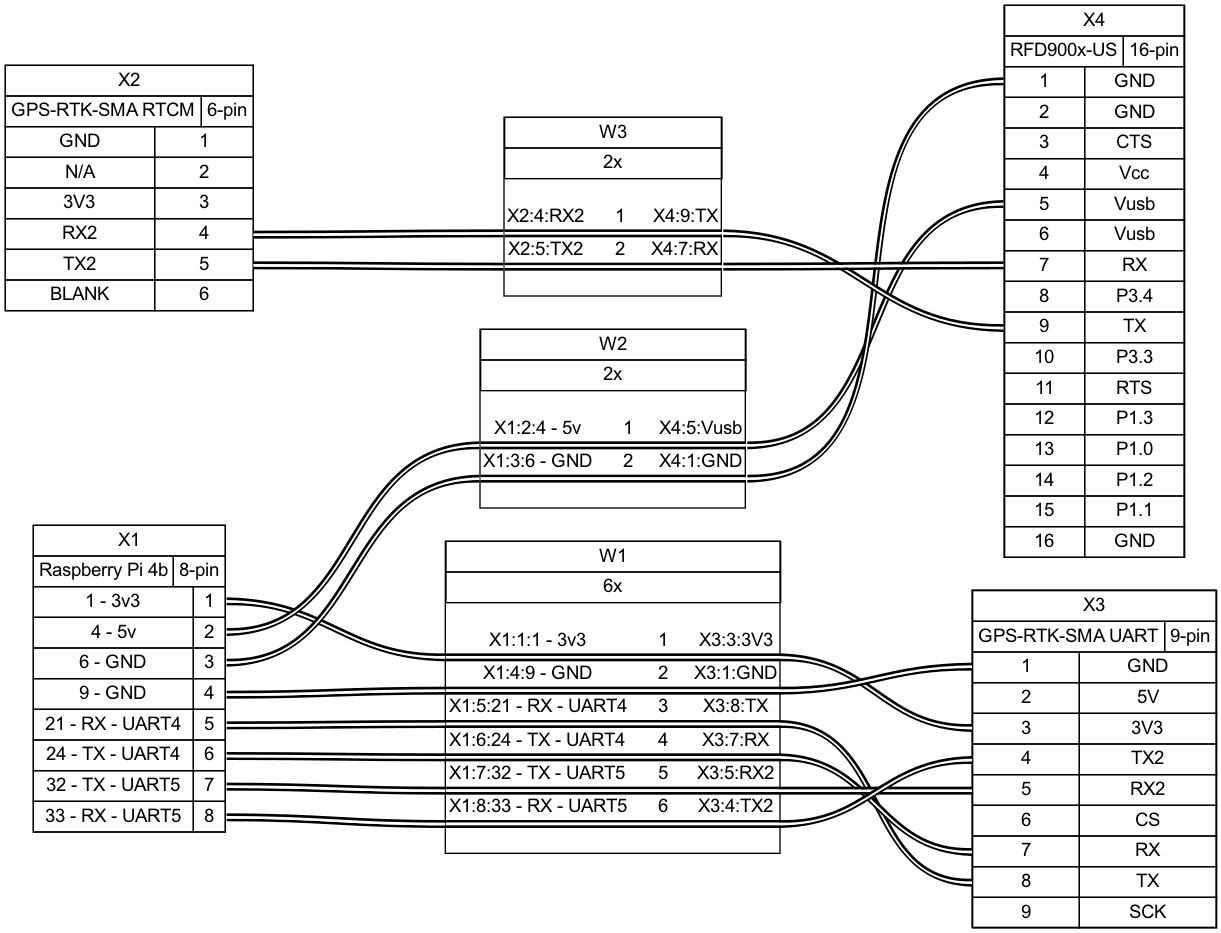 X2
GPS-RTK-SMA RTCM 6-pin
GND 1
N/A 2
3V3 3
RX2 4
TX2 5
BLANK 6
W3
2x
X2:4:RX2 1 X4:9:TX
X2:5:TX2 2 X4:7:RX
X4
RFD900x-US 16-pin
1 GND
2 GND
3 CTS
4 Vcc
5 Vusb
6 Vusb
7 RX
8 P3.4
9 TX
10 P3.3
11 RTS
12 P1.3
13 P1.0
14 P1.2
15 P1.1
16 GND
W2
2x
X1:2:4 - 5v 1 X4:5:Vusb
X1:3:6 - GND 2 X4:1:GND
X1
Raspberry Pi 4b 8-pin
1 - 3v3 1
4 - 5v 2
6 - GND 3
9 - GND 4
21 - RX - UART4 5
24 - TX - UART4 6
32 - TX - UART5 7
33 - RX - UART5 8
W1
6x
X1:1:1 - 3v3 1 X3:3:3V3
X1:4:9 - GND 2 X3:1:GND
X1:5:21 - RX - UART4 3 X3:8:TX
X1:6:24 - TX - UART4 4 X3:7:RX
X1:7:32 - TX - UART5 5 X3:5:RX2
X1:8:33 - RX - UART5 6 X3:4:TX2
X3
GPS-RTK-SMA UART 9-pin
1 GND
2 5V
3 3V3
4 TX2
5 RX2
6 CS
7 RX
8 TX
9 SCK